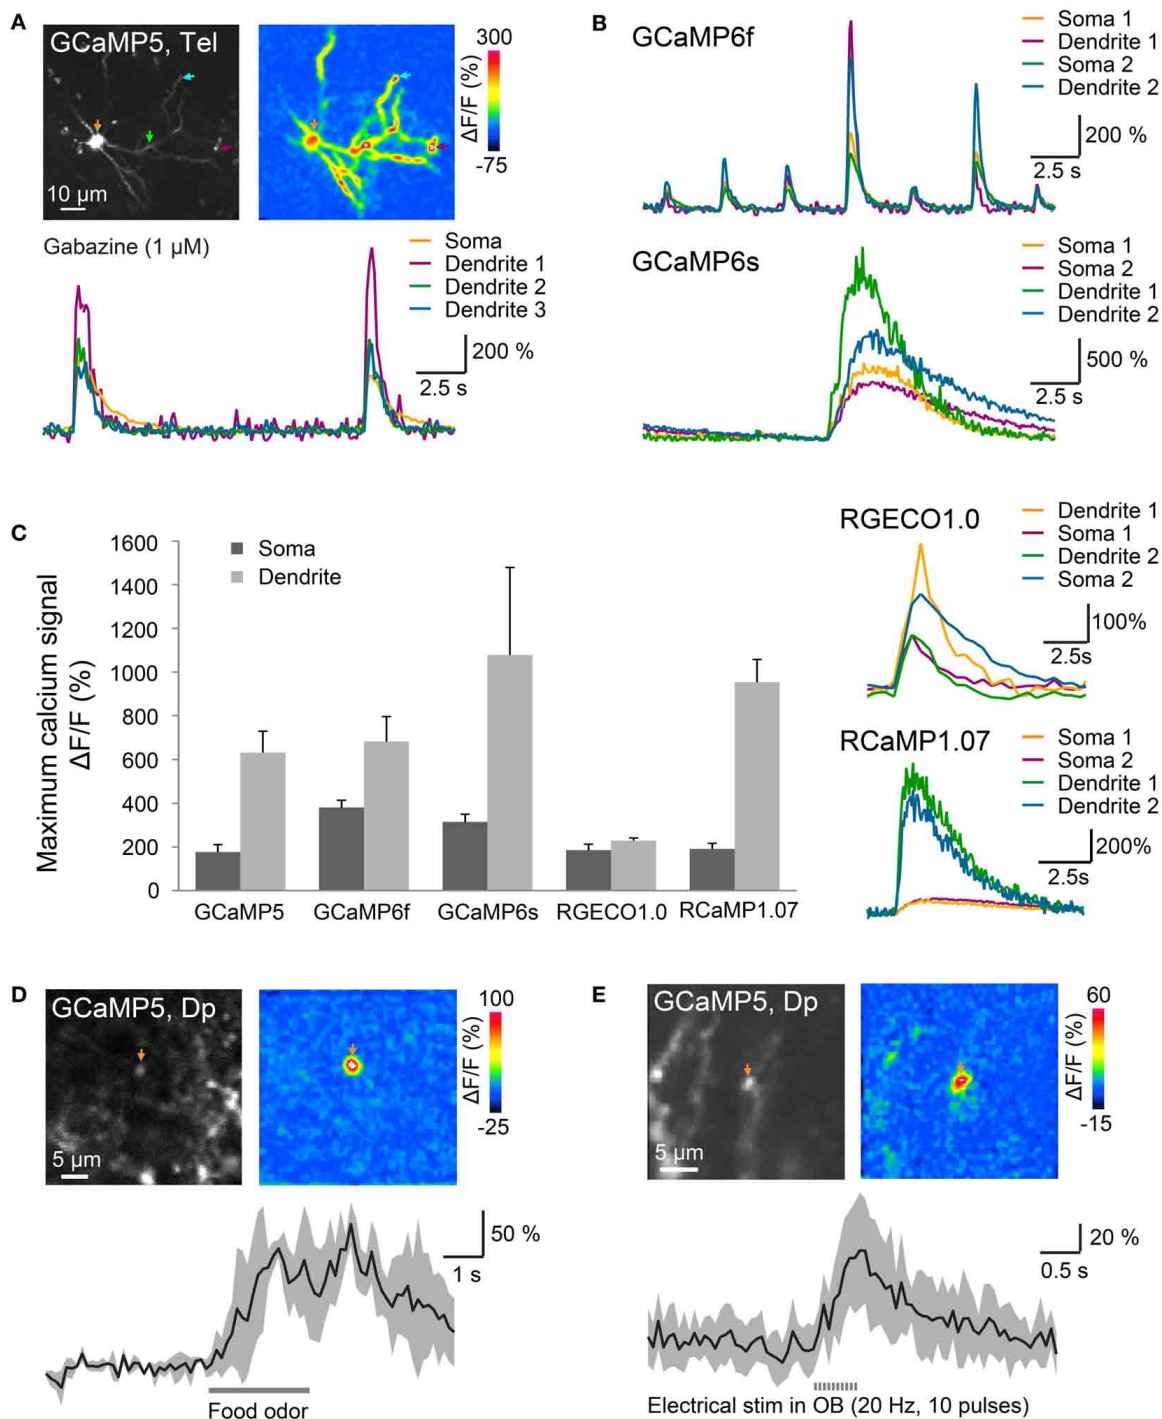 A
GCaMP5, Tel
10 µm
300
ΔF/F (%)
-75
Gabazine (1 µM)
Soma
Dendrite 1
Dendrite 2
Dendrite 3
200 %
2.5 s
B
GCaMP6f
Soma 1
Dendrite 1
Soma 2
Dendrite 2
200 %
2.5 s
GCaMP6s
Soma 1
Soma 2
Dendrite 1
Dendrite 2
500 %
2.5 s
RGECO1.0
Dendrite 1
Soma 1
Dendrite 2
Soma 2
100%
2.5s
RCaMP1.07
Soma 1
Soma 2
Dendrite 1
Dendrite 2
200%
2.5s
C
Maximum calcium signal
ΔF/F (%)
1600
1400
1200
1000
800
600
400
200
0
Soma
Dendrite
GCaMP5
GCaMP6f
GCaMP6s
RGECO1.0
RCaMP1.07
D
GCaMP5, Dp
5 µm
100
ΔF/F (%)
-25
50 %
1 s
Food odor
E
GCaMP5, Dp
5 µm
60
ΔF/F (%)
-15
20 %
0.5 s
Electrical stim in OB (20 Hz, 10 pulses)